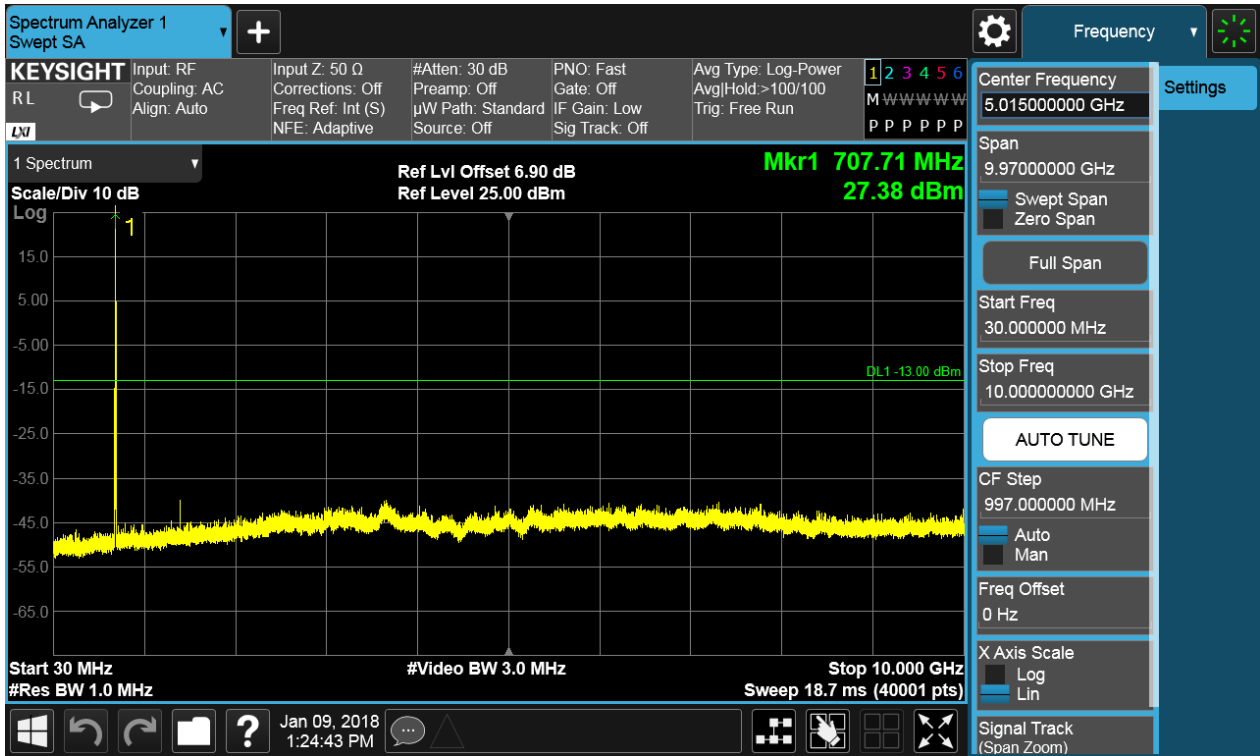 Spectrum Analyzer 1
Swept SA
+
Frequency
KEYSIGHT
RL
LXI
Input: RF
Coupling: AC
Align: Auto
Input Z: 50 Ω
Corrections: Off
Freq Ref: Int (S)
NFE: Adaptive
#Atten: 30 dB
Preamp: Off
µW Path: Standard
Source: Off
PNO: Fast
Gate: Off
IF Gain: Low
Sig Track: Off
Avg Type: Log-Power
Avg|Hold:>100/100
Trig: Free Run
1 2 3 4 5 6
M W W W W W
P P P P P P
1 Spectrum
Scale/Div 10 dB
Log
Ref Lvl Offset 6.90 dB
Ref Level 25.00 dBm
Mkr1 707.71 MHz
27.38 dBm
1
15.0
5.00
-5.00
-15.0
-25.0
-35.0
-45.0
-55.0
-65.0
DL1 -13.00 dBm
Start 30 MHz
#Res BW 1.0 MHz
#Video BW 3.0 MHz
Stop 10.000 GHz
Sweep 18.7 ms (40001 pts)
Center Frequency
5.015000000 GHz
Span
9.97000000 GHz
Swept Span
Zero Span
Full Span
Start Freq
30.000000 MHz
Stop Freq
10.000000000 GHz
AUTO TUNE
CF Step
997.000000 MHz
Auto
Man
Freq Offset
0 Hz
X Axis Scale
Log
Lin
Signal Track
(Span Zoom)
Settings
?
Jan 09, 2018
1:24:43 PM